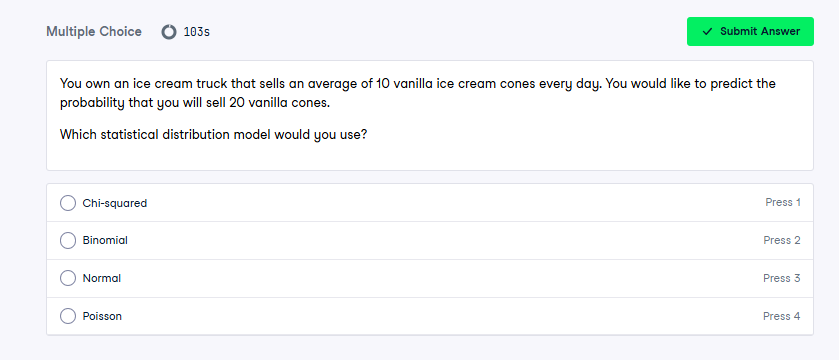 Multiple Choice 103s Submit Answer
You own an ice cream truck that sells an average of 10 vanilla ice cream cones every day. You would like to predict the
probability that you will sell 20 vanilla cones.
Which statistical distribution model would you use?
Chi-squared Press 1
Binomial Press 2
Normal Press 3
Poisson Press 4